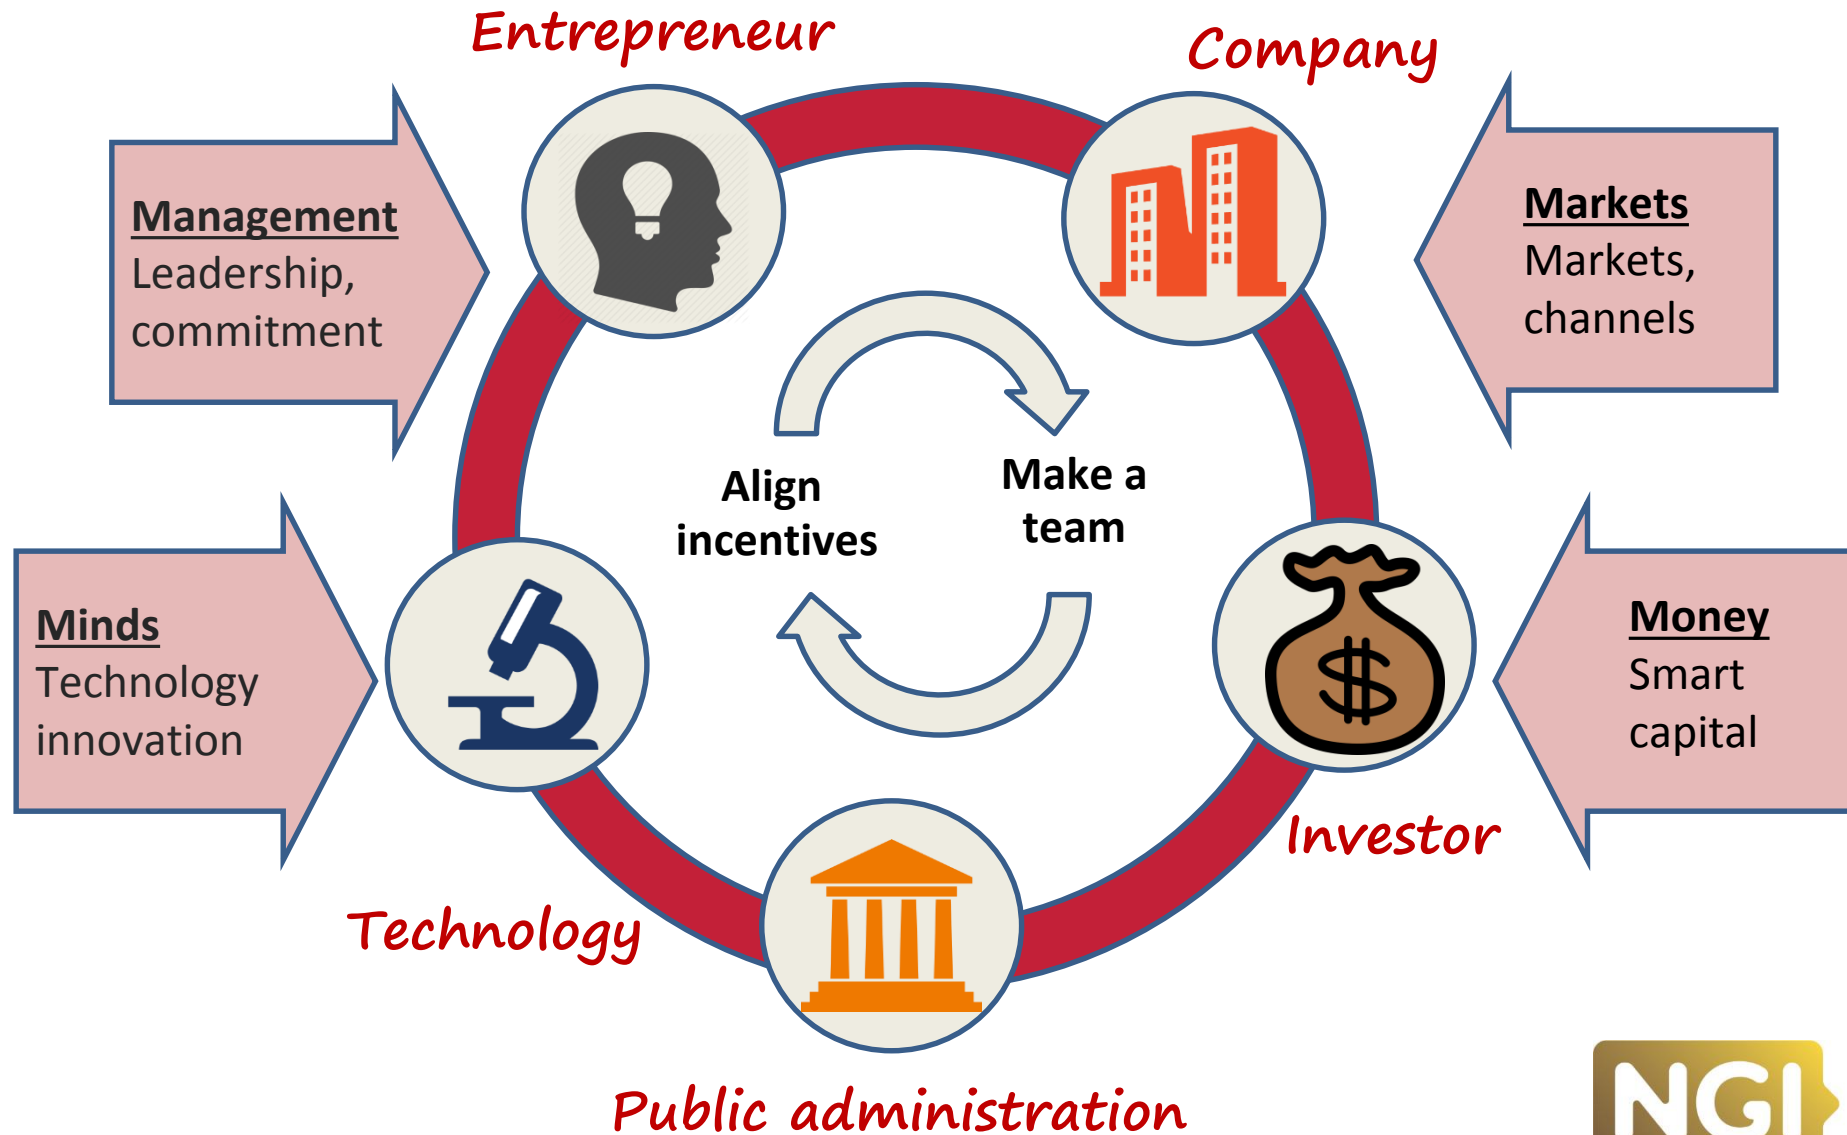 Entrepreneur
Company
Management
Leadership,
commitment
Markets
Markets,
channels
Align
incentives
Make a
team
Minds
Technology
innovation
Money
Smart
capital
$
Investor
Technology
Public administration
NGI